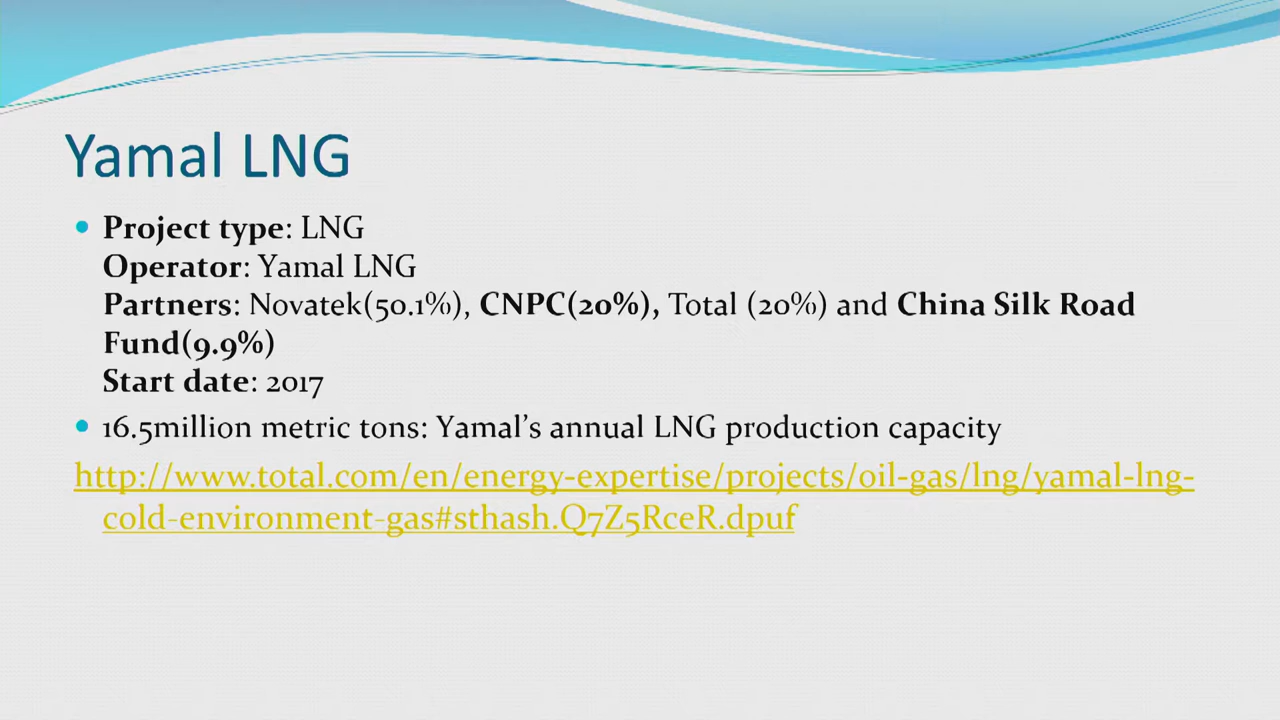 Yamal LNG
• Project type: LNG
Operator: Yamal LNG
Partners: Novatek(50.1%), CNPC(20%), Total (20%) and China Silk Road
Fund(9.9%)
Start date: 2017
• 16.5million metric tons: Yamal’s annual LNG production capacity
http://www.total.com/en/energy-expertise/projects/oil-gas/lng/yamal-lng-
cold-environment-gas#sthash.Q7Z5RceR.dpuf